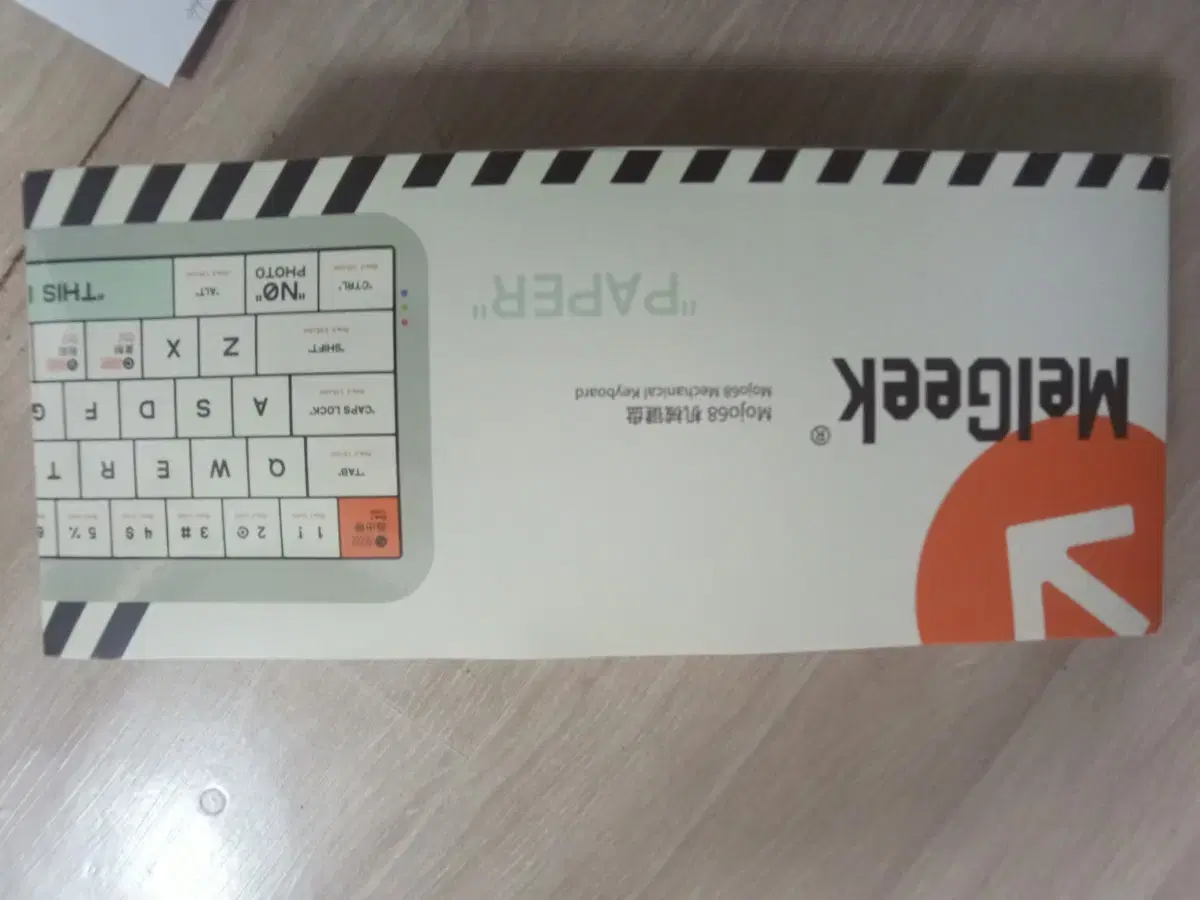 MelGeek®
Mojo68 机械键盘
Mojo68 Mechanical Keyboard
"PAPER"
1 ! 2 3 # 4 $ 5 %
"TAB" Q W E R T
"CAPS LOCK" A S D F G
"SHIFT" Z X
"CTRL" "NØ" PHOTO "ALT" "THIS I